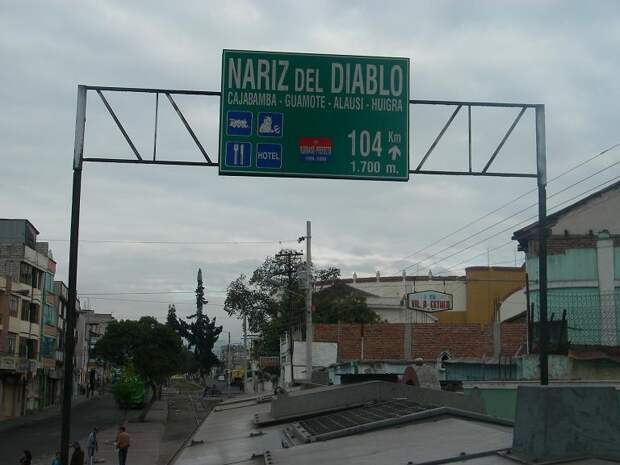 NARIZ DEL DIABLO
CAJABAMBA - GUAMOTE - ALAUSI - HUIGRA
HOTEL
104 Km
1.700 m.